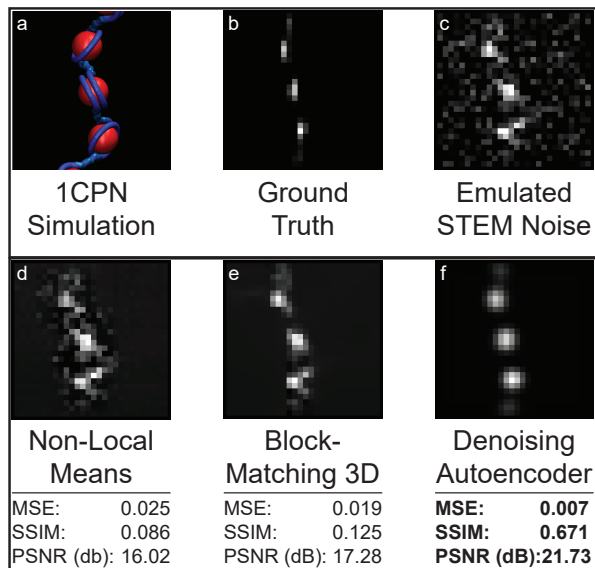 a
b
c
1CPN
Simulation
Ground
Truth
Emulated
STEM Noise
d
e
f
Non-Local
Means
MSE: 0.025
SSIM: 0.086
PSNR (db): 16.02
Block-
Matching 3D
MSE: 0.019
SSIM: 0.125
PSNR (dB): 17.28
Denoising
Autoencoder
MSE: 0.007
SSIM: 0.671
PSNR (dB):21.73